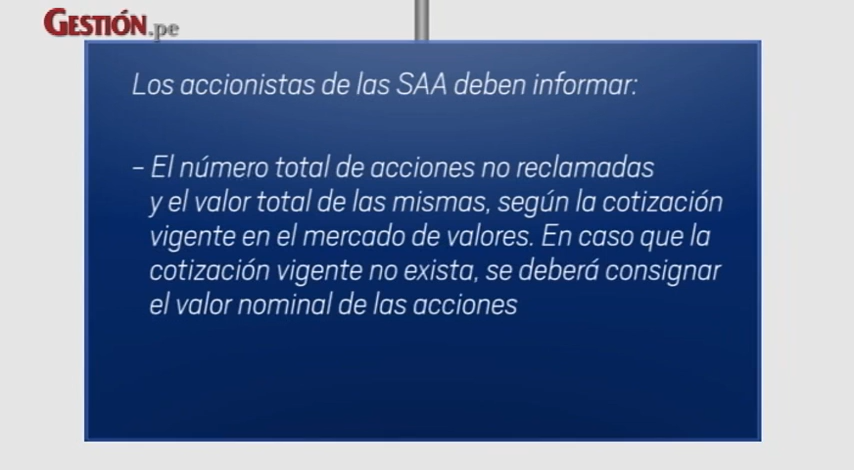 GESTIÓN.pe
Los accionistas de las SAA deben informar:
– El número total de acciones no reclamadas
y el valor total de las mismas, según la cotización
vigente en el mercado de valores. En caso que la
cotización vigente no exista, se deberá consignar
el valor nominal de las acciones